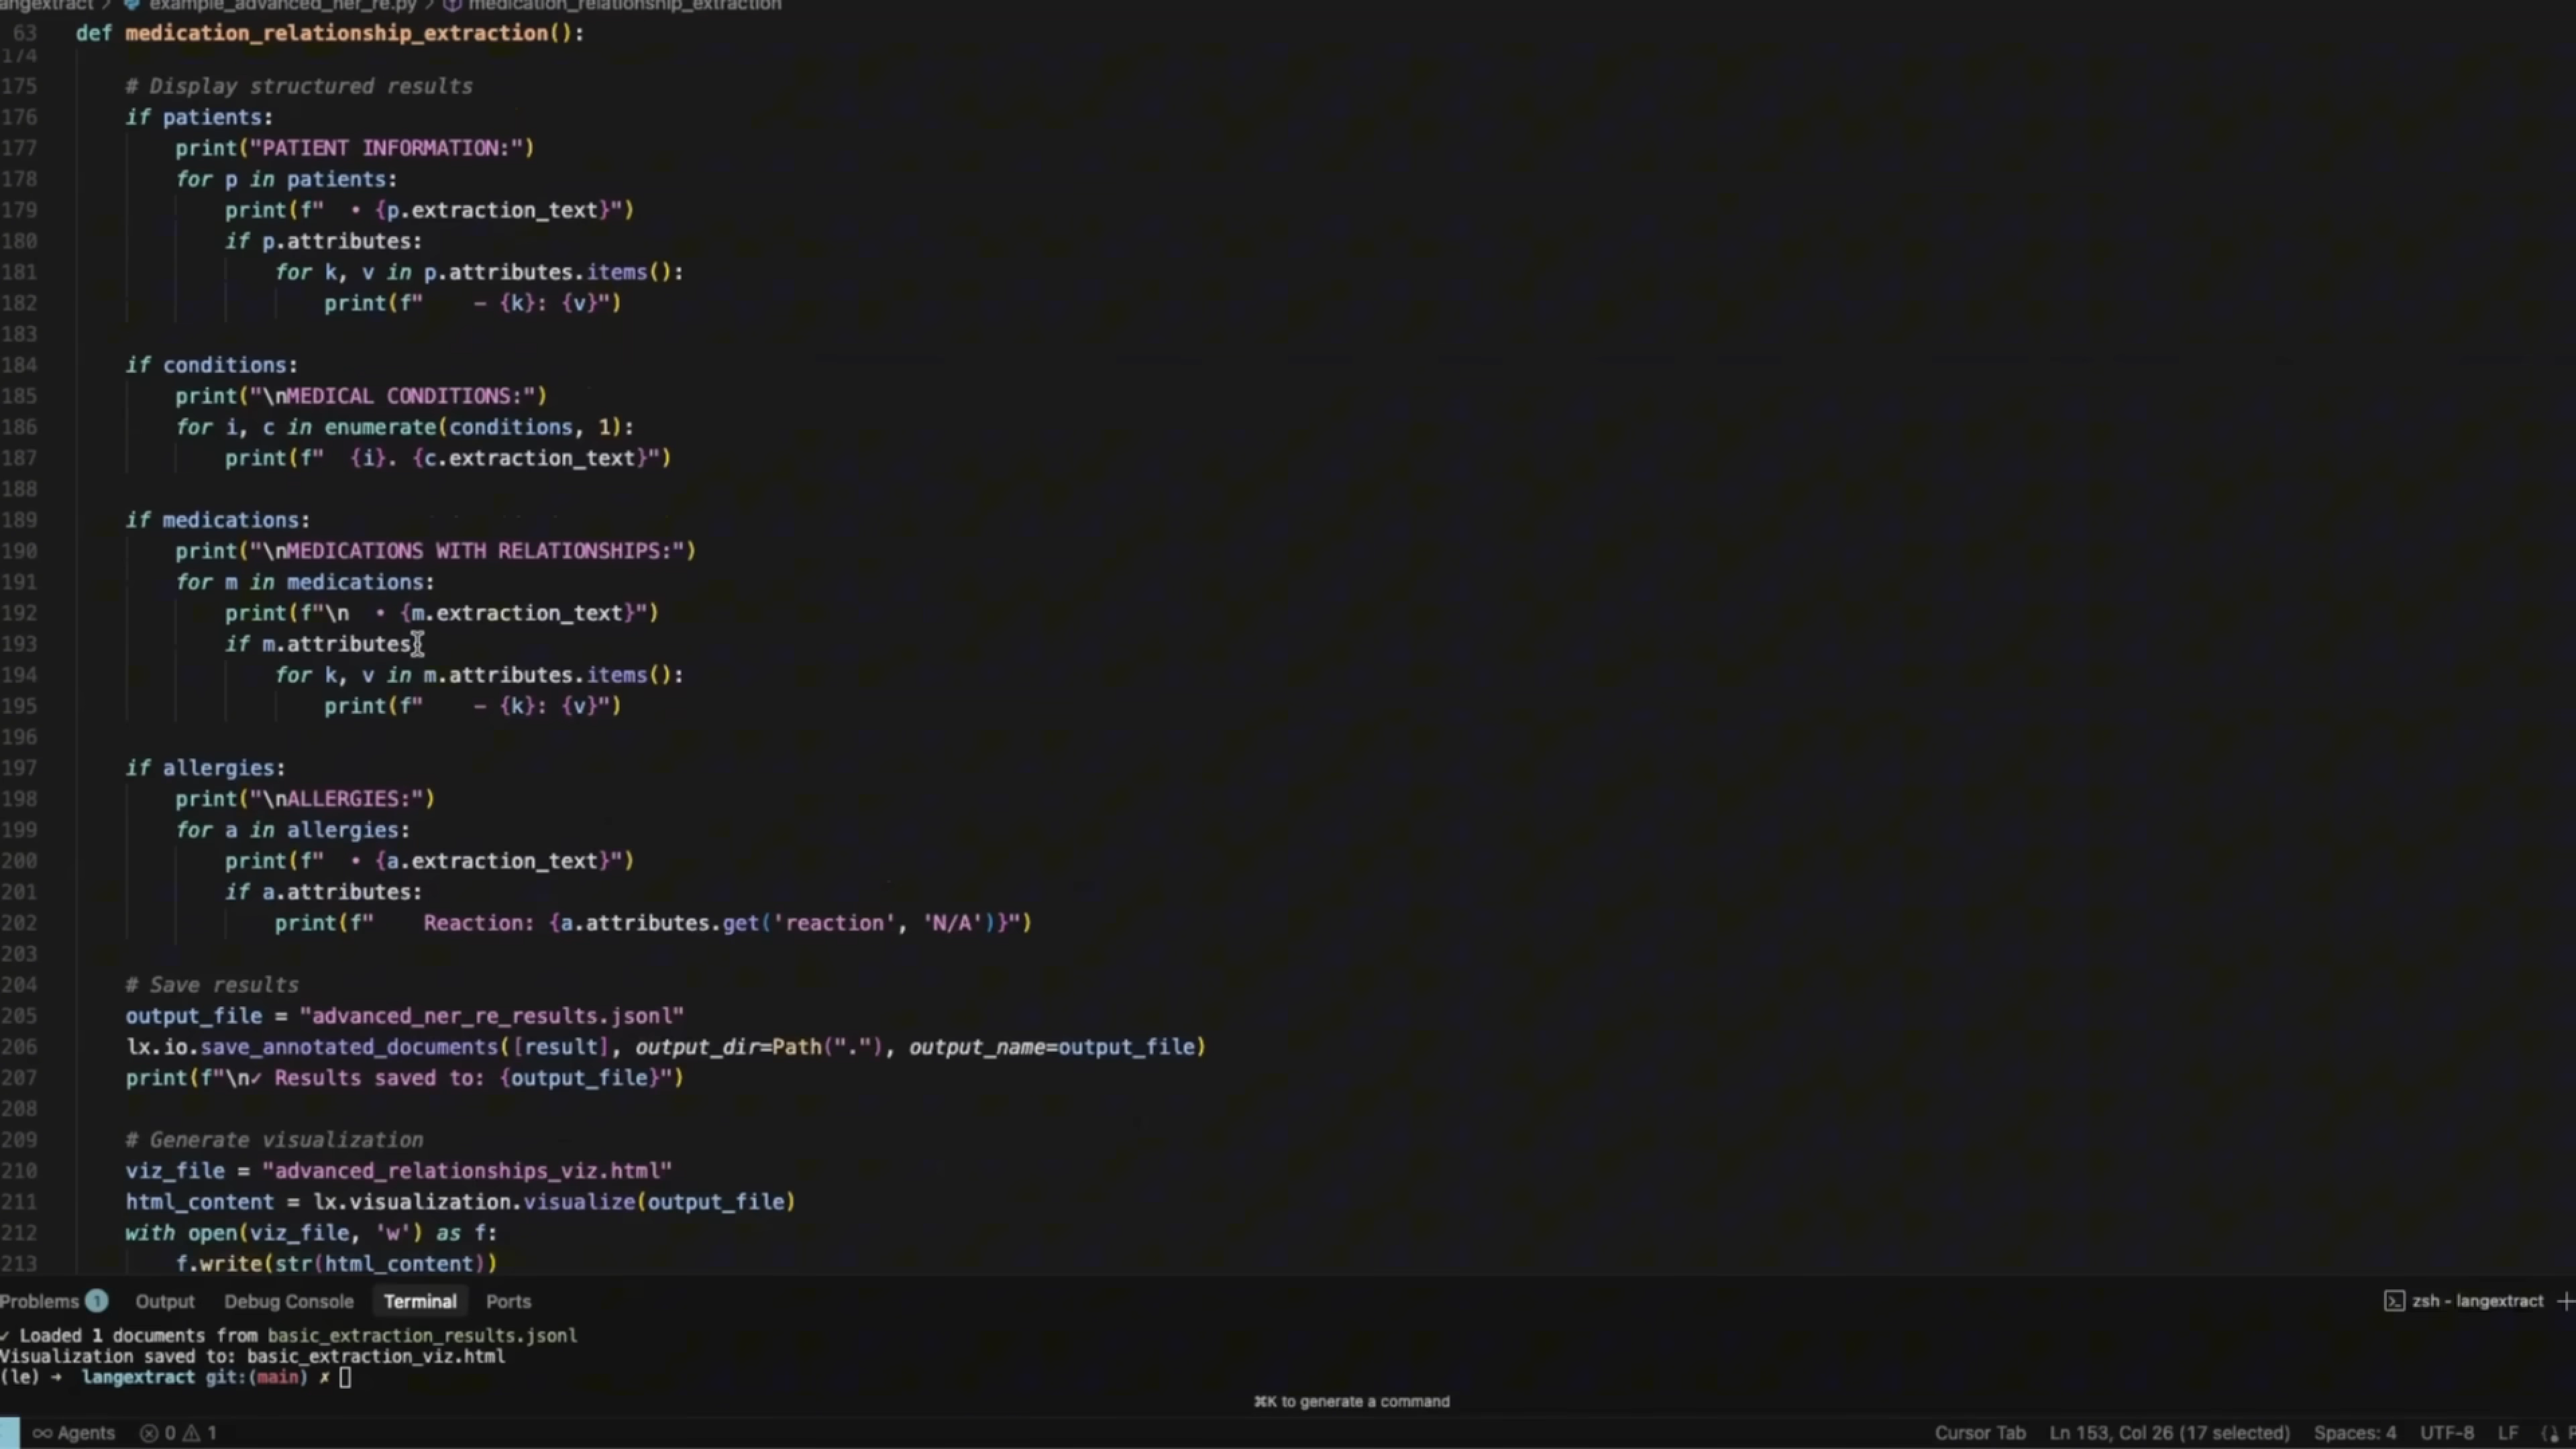 langextract > example_advanced_ner_re.py > medication_relationship_extraction
63 def medication_relationship_extraction():
174
175 # Display structured results
176 if patients:
177 print("PATIENT INFORMATION:")
178 for p in patients:
179 print(f"  • {p.extraction_text}")
180 if p.attributes:
181 for k, v in p.attributes.items():
182 print(f"    - {k}: {v}")
183
184 if conditions:
185 print("\nMEDICAL CONDITIONS:")
186 for i, c in enumerate(conditions, 1):
187 print(f"  {i}. {c.extraction_text}")
188
189 if medications:
190 print("\nMEDICATIONS WITH RELATIONSHIPS:")
191 for m in medications:
192 print(f"\n  • {m.extraction_text}")
193 if m.attributes
194 for k, v in m.attributes.items():
195 print(f"    - {k}: {v}")
196
197 if allergies:
198 print("\nALLERGIES:")
199 for a in allergies:
200 print(f"  • {a.extraction_text}")
201 if a.attributes:
202 print(f"    Reaction: {a.attributes.get('reaction', 'N/A')}")
203
204 # Save results
205 output_file = "advanced_ner_re_results.jsonl"
206 lx.io.save_annotated_documents([result], output_dir=Path("."), output_name=output_file)
207 print(f"\n✓ Results saved to: {output_file}")
208
209 # Generate visualization
210 viz_file = "advanced_relationships_viz.html"
211 html_content = lx.visualization.visualize(output_file)
212 with open(viz_file, 'w') as f:
213 f.write(str(html_content))
Problems 1 Output Debug Console Terminal Ports zsh - langextract +
✓ Loaded 1 documents from basic_extraction_results.jsonl
Visualization saved to: basic_extraction_viz.html
(le) → langextract git:(main) ✗
⌘K to generate a command
Agents 0 1 Cursor Tab Ln 153, Col 26 (17 selected) Spaces: 4 UTF-8 LF